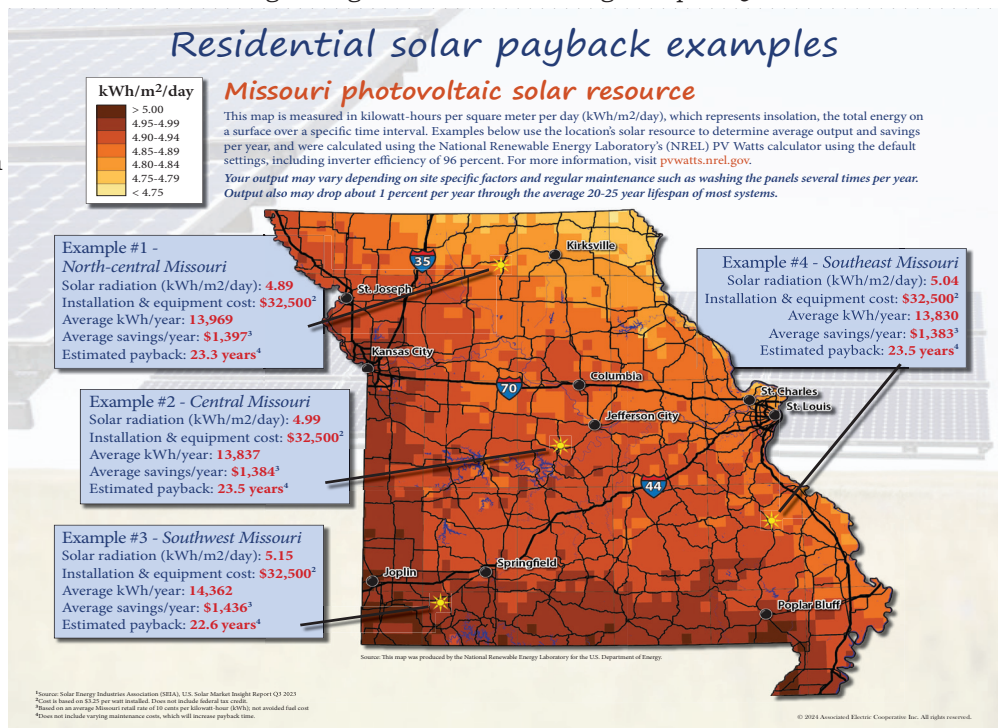 Residential solar payback examples
kWh/m2/day
> 5.00
4.95-4.99
4.90-4.94
4.85-4.89
4.80-4.84
4.75-4.79
< 4.75
Missouri photovoltaic solar resource
This map is measured in kilowatt-hours per square meter per day (kWh/m2/day), which represents insolation, the total energy on
a surface over a specific time interval. Examples below use the location's solar resource to determine average output and savings
per year, and were calculated using the National Renewable Energy Laboratory's (NREL) PV Watts calculator using the default
settings, including inverter efficiency of 96 percent. For more information, visit pvwatts.nrel.gov.
Your output may vary depending on site specific factors and regular maintenance such as washing the panels several times per year.
Output also may drop about 1 percent per year through the average 20-25 year lifespan of most systems.
Example #1 -
North-central Missouri
Solar radiation (kWh/m2/day): 4.89
Installation & equipment cost: $32,500²
Average kWh/year: 13,969
Average savings/year: $1,397³
Estimated payback: 23.3 years⁴
Example #2 - Central Missouri
Solar radiation (kWh/m2/day): 4.99
Installation & equipment cost: $32,500²
Average kWh/year: 13,837
Average savings/year: $1,384³
Estimated payback: 23.5 years⁴
Example #3 - Southwest Missouri
Solar radiation (kWh/m2/day): 5.15
Installation & equipment cost: $32,500²
Average kWh/year: 14,362
Average savings/year: $1,436³
Estimated payback: 22.6 years⁴
Example #4 - Southeast Missouri
Solar radiation (kWh/m2/day): 5.04
Installation & equipment cost: $32,500²
Average kWh/year: 13,830
Average savings/year: $1,383³
Estimated payback: 23.5 years⁴
35
Kirksville
St. Joseph
Kansas City
70
Columbia
St. Charles
St. Louis
Jefferson City
44
Joplin
Springfield
Poplar Bluff
Source: This map was produced by the National Renewable Energy Laboratory for the U.S. Department of Energy.
¹Source: Solar Energy Industries Association (SEIA), U.S. Solar Market Insight Report Q3 2023
²Cost is based on $3.25 per watt installed. Does not include federal tax credit.
³Based on an average Missouri retail rate of 10 cents per kilowatt-hour (kWh); not avoided fuel cost
⁴Does not include varying maintenance costs, which will increase payback time.
© 2024 Associated Electric Cooperative Inc. All rights reserved.